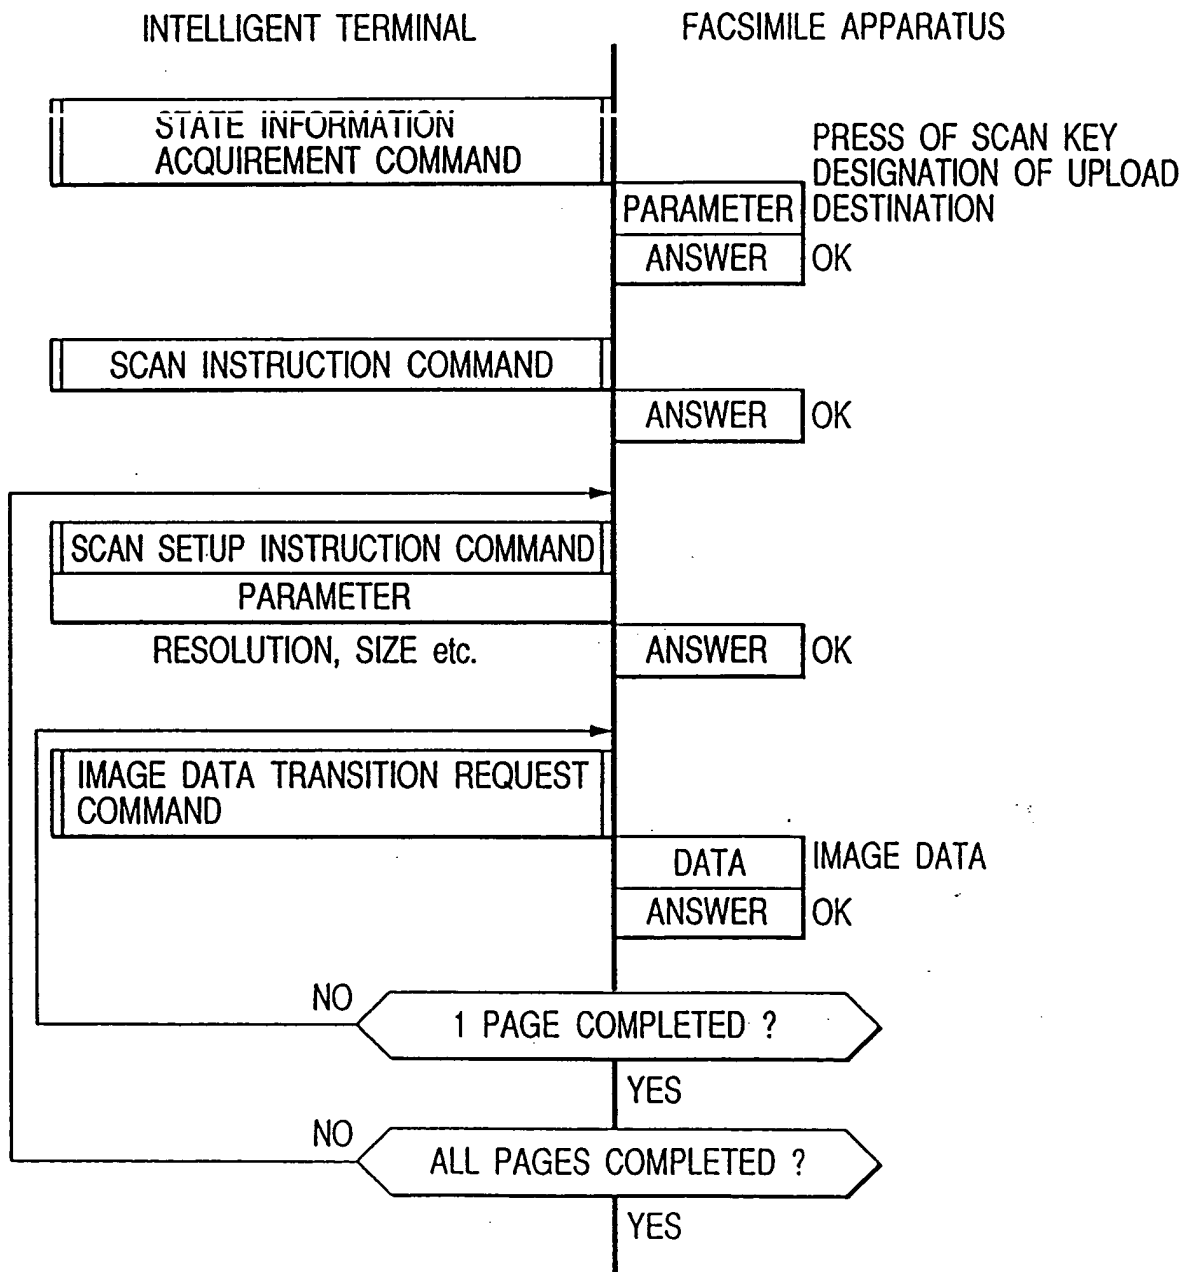 INTELLIGENT TERMINAL
FACSIMILE APPARATUS
STATE INFORMATION
ACQUIREMENT COMMAND
PRESS OF SCAN KEY
DESIGNATION OF UPLOAD
DESTINATION
PARAMETER
ANSWER
OK
SCAN INSTRUCTION COMMAND
ANSWER
OK
SCAN SETUP INSTRUCTION COMMAND
PARAMETER
RESOLUTION, SIZE etc.
ANSWER
OK
IMAGE DATA TRANSITION REQUEST
COMMAND
DATA
IMAGE DATA
ANSWER
OK
NO
1 PAGE COMPLETED ?
YES
NO
ALL PAGES COMPLETED ?
YES